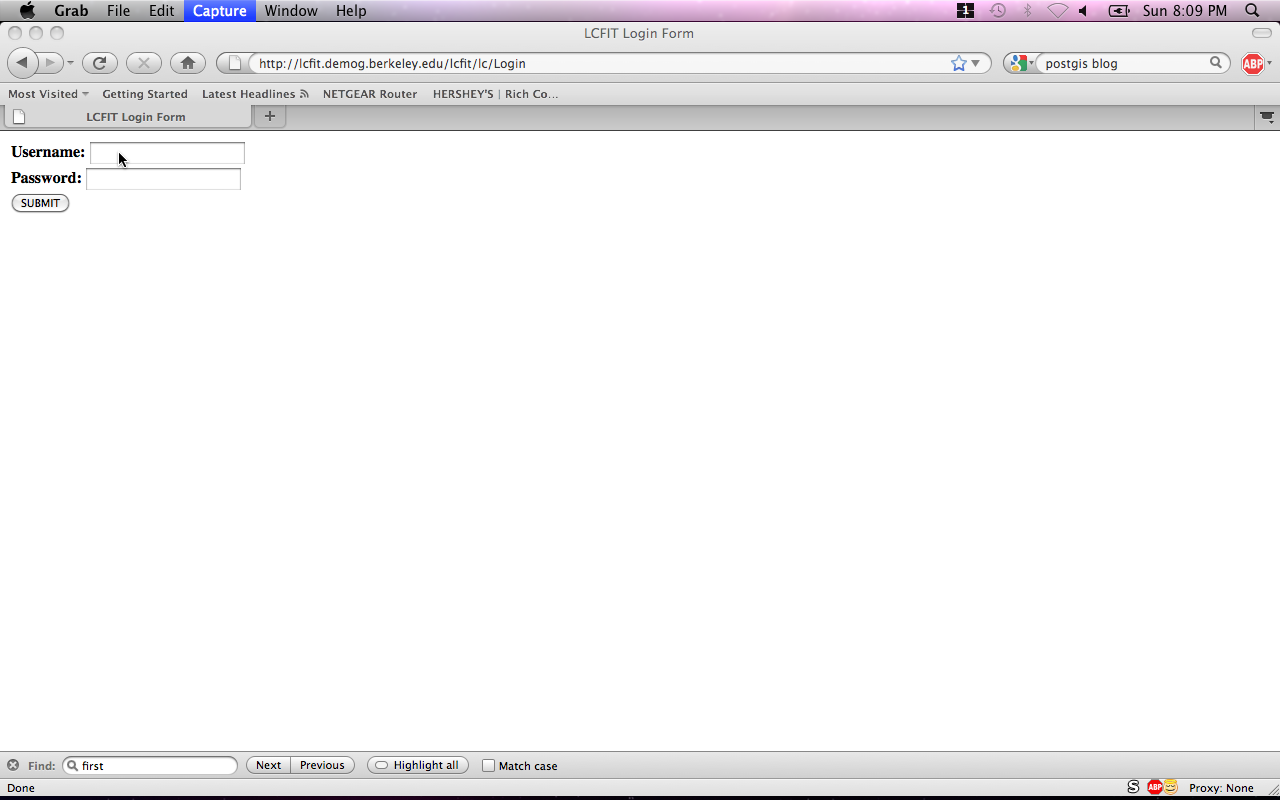 Grab File Edit Capture Window Help 1 Sun 8:09 PM
LCFIT Login Form
http://lcfit.demog.berkeley.edu/lcfit/lc/Login postgis blog ABP
Most Visited Getting Started Latest Headlines NETGEAR Router HERSHEY'S | Rich Co...
LCFIT Login Form +
Username:
Password:
SUBMIT
Find: first Next Previous Highlight all Match case
Done S ABP Proxy: None